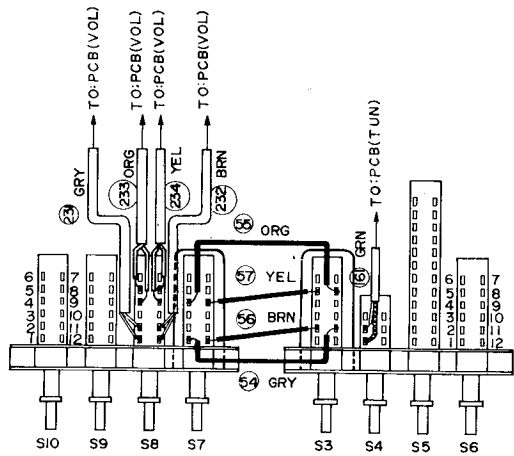 TO:PCB(VOL)
TO:PCB(VOL)
TO:PCB(VOL)
TO:PCB(VOL)
TO:PCB(TUN)
231 GRY
233 ORG
234 YEL
232 BRN
55 ORG
57 YEL
56 BRN
54 GRY
161 GRN
6 7
5 8
4 9
3 10
2 11
1 12
6 7
5 8
4 9
3 10
2 11
1 12
S10 S9 S8 S7 S3 S4 S5 S6